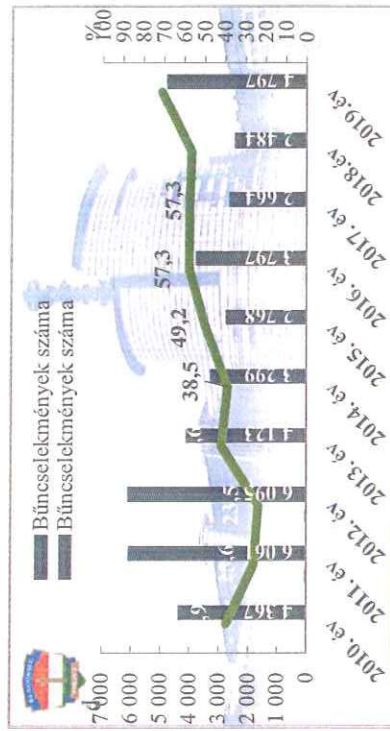 Bűncselekmények száma
Bűncselekmények száma
db
%
7 000
6 000
5 000
4 000
3 000
2 000
1 000
0
100
90
80
70
60
50
40
30
20
10
0
4 367
6 095
4 123
3 299
2 768
3 797
2 664
2 484
4 797
38,5
49,2
57,3
57,3
2010. év
2011. év
2012. év
2013. év
2014. év
2015. év
2016. év
2017. év
2018.év
2019.év